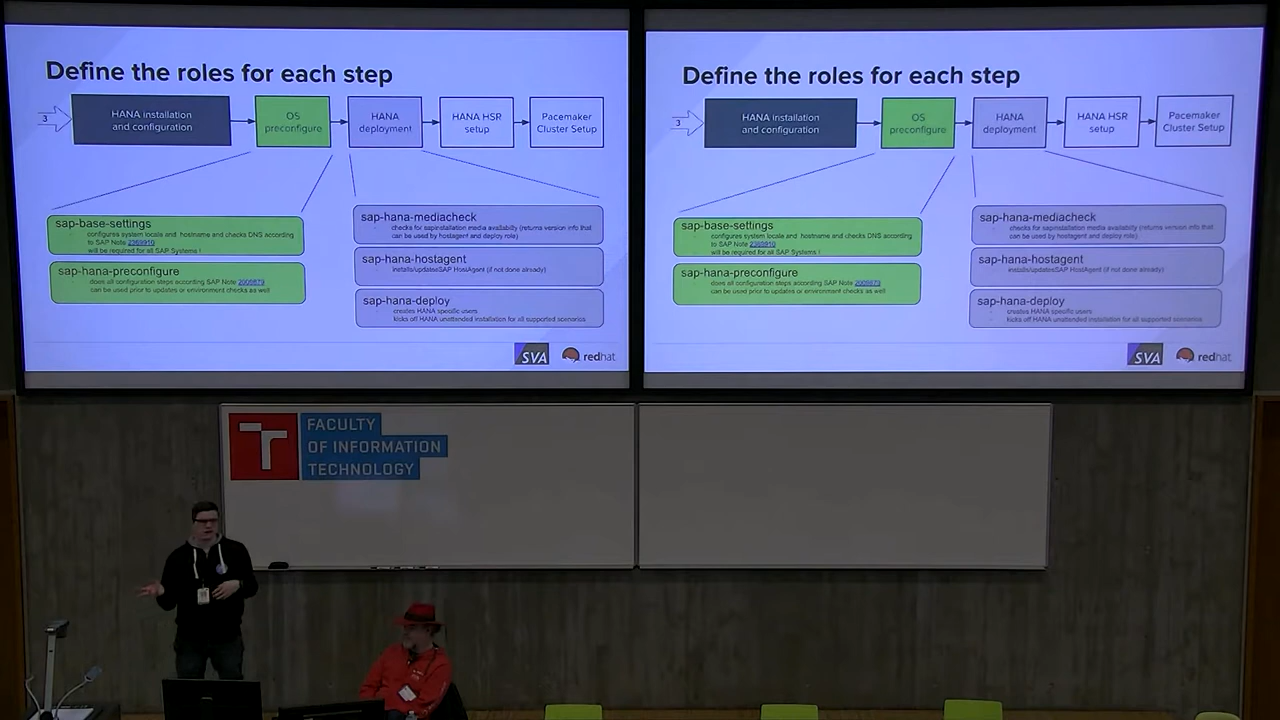 Define the roles for each step
3
HANA installation
and configuration
OS
preconfigure
HANA
deployment
HANA HSR
setup
Pacemaker
Cluster Setup
sap-base-settings
configures system locale and hostname and checks DNS according
to SAP Note 2369910
will be required for all SAP Systems !
sap-hana-preconfigure
does all configuration steps according SAP Note
can be used prior to updates or environment checks as well
sap-hana-mediacheck
checks for sapinstallation media availabilty (returns version info that
can be used by hostagent and deploy role)
sap-hana-hostagent
installs/updatesSAP HostAgent (if not done already)
sap-hana-deploy
creates HANA specific users
kicks off HANA unattended installation for all supported scenarios
SVA
redhat
Define the roles for each step
3
HANA installation
and configuration
OS
preconfigure
HANA
deployment
HANA HSR
setup
Pacemaker
Cluster Setup
sap-base-settings
configures system locale and hostname and checks DNS according
to SAP Note 2369910
will be required for all SAP Systems !
sap-hana-preconfigure
does all configuration steps according SAP Note
can be used prior to updates or environment checks as well
sap-hana-mediacheck
checks for sapinstallation media availabilty (returns version info that
can be used by hostagent and deploy role)
sap-hana-hostagent
installs/updatesSAP HostAgent (if not done already)
sap-hana-deploy
creates HANA specific users
kicks off HANA unattended installation for all supported scenarios
SVA
redhat
T
FACULTY
OF INFORMATION
TECHNOLOGY